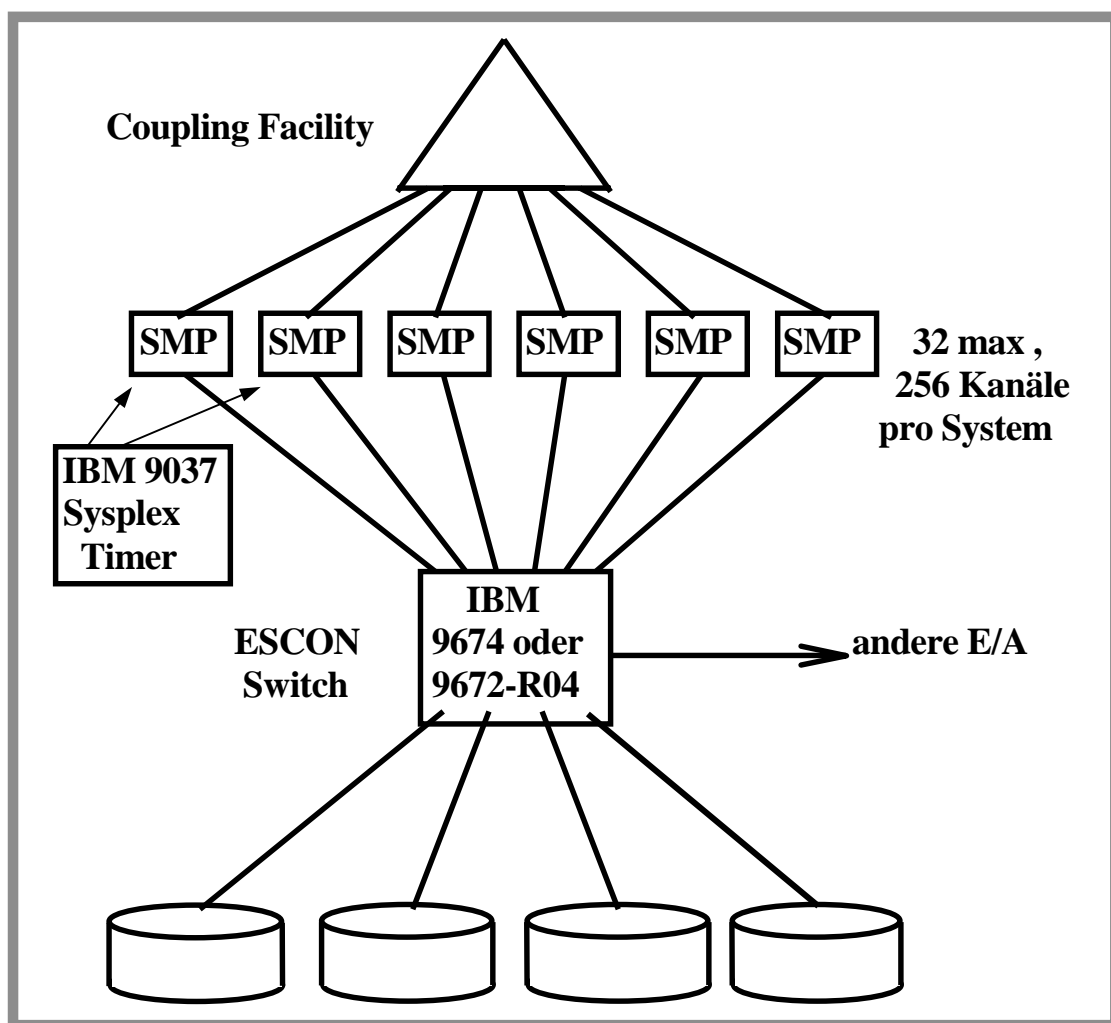 Coupling Facility
SMP SMP SMP SMP SMP SMP
32 max ,
256 Kanäle
pro System
IBM 9037
Sysplex
Timer
ESCON
Switch
IBM
9674 oder
9672-R04
andere E/A